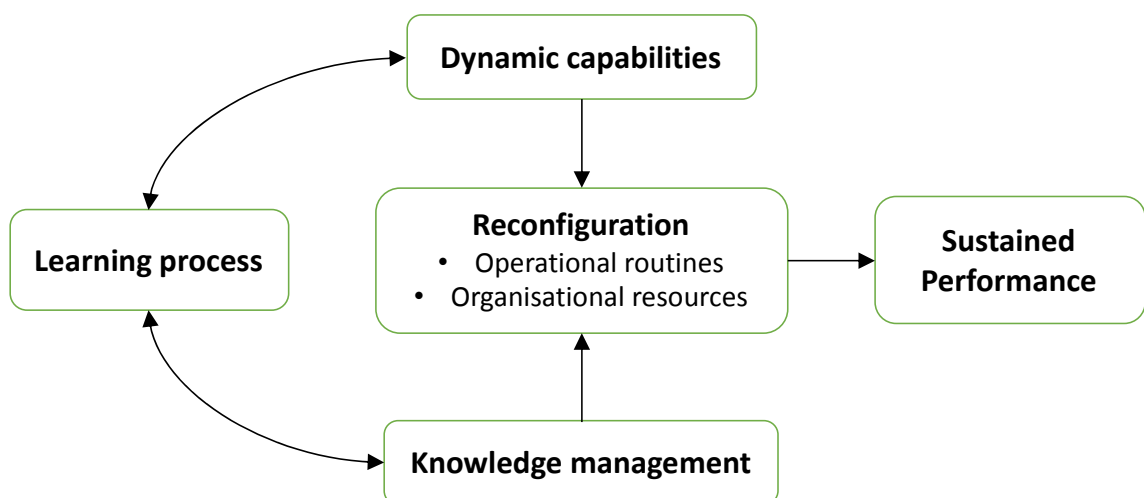 Dynamic capabilities
Learning process
Reconfiguration
• Operational routines
• Organisational resources
Sustained
Performance
Knowledge management